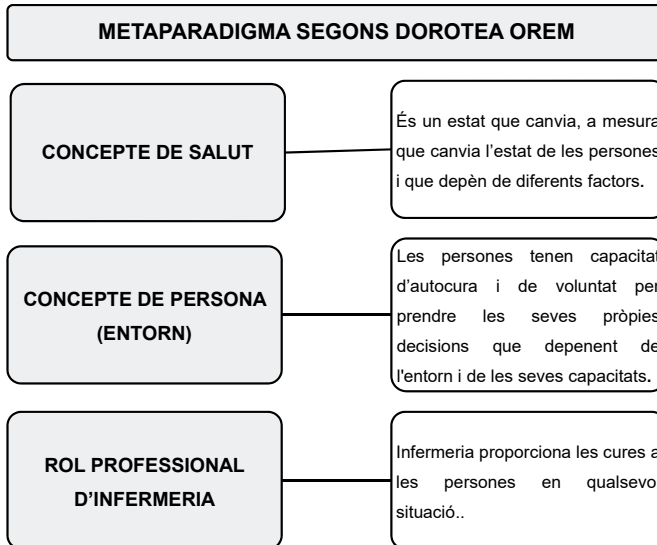 METAPARADIGMA SEGONS DOROTEA OREM
CONCEPTE DE SALUT
És un estat que canvia, a mesura
que canvia l’estat de les persones
i que depèn de diferents factors.
CONCEPTE DE PERSONA
(ENTORN)
Les persones tenen capacitat
d’autocura i de voluntat per
prendre les seves pròpies
decisions que depenent de
l'entorn i de les seves capacitats.
ROL PROFESSIONAL
D’INFERMERIA
Infermeria proporciona les cures a
les persones en qualsevo
situació..